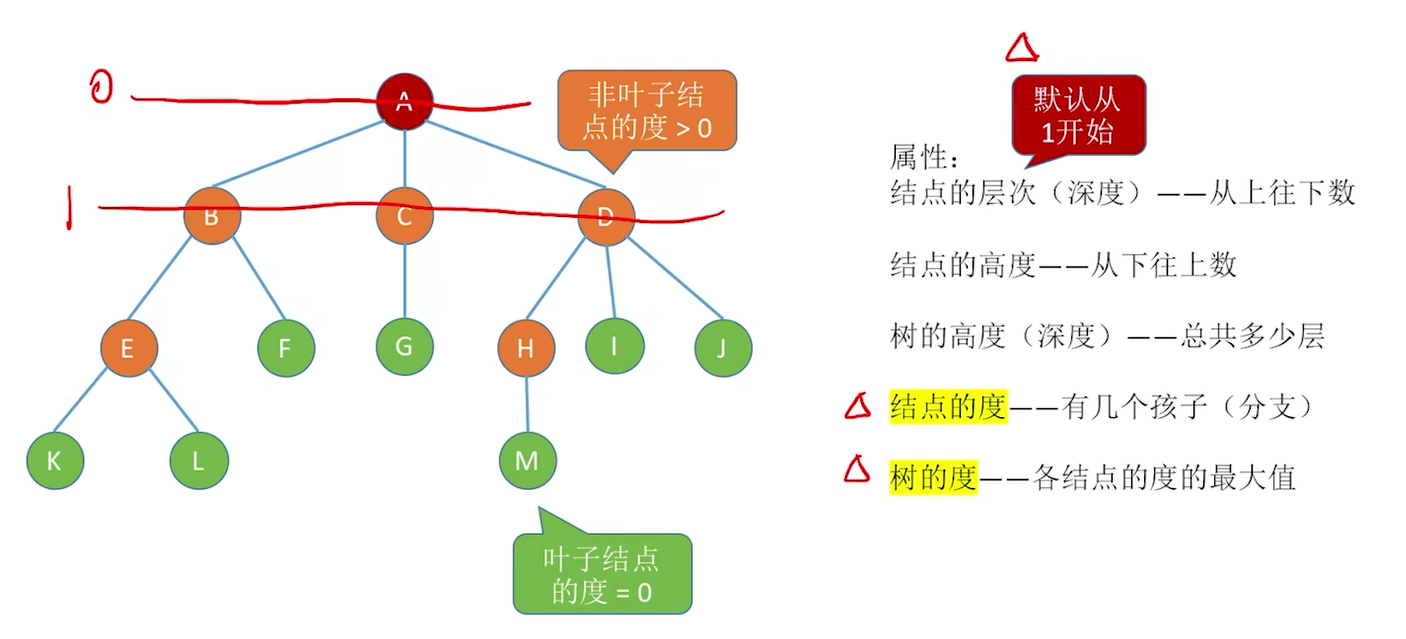 0
A
非叶子结
点的度 > 0
1
B
C
D
E
F
G
H
I
J
K
L
M
叶子结点
的度 = 0
默认从
1开始
属性：
结点的层次（深度）——从上往下数
结点的高度——从下往上数
树的高度（深度）——总共多少层
结点的度——有几个孩子（分支）
树的度——各结点的度的最大值